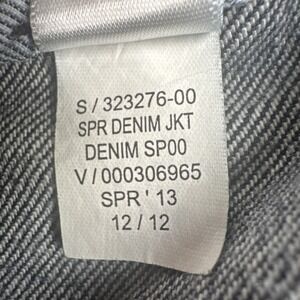 S / 323276-00
SPR DENIM JKT
DENIM SP00
V / 000306965
SPR ' 13
12 / 12